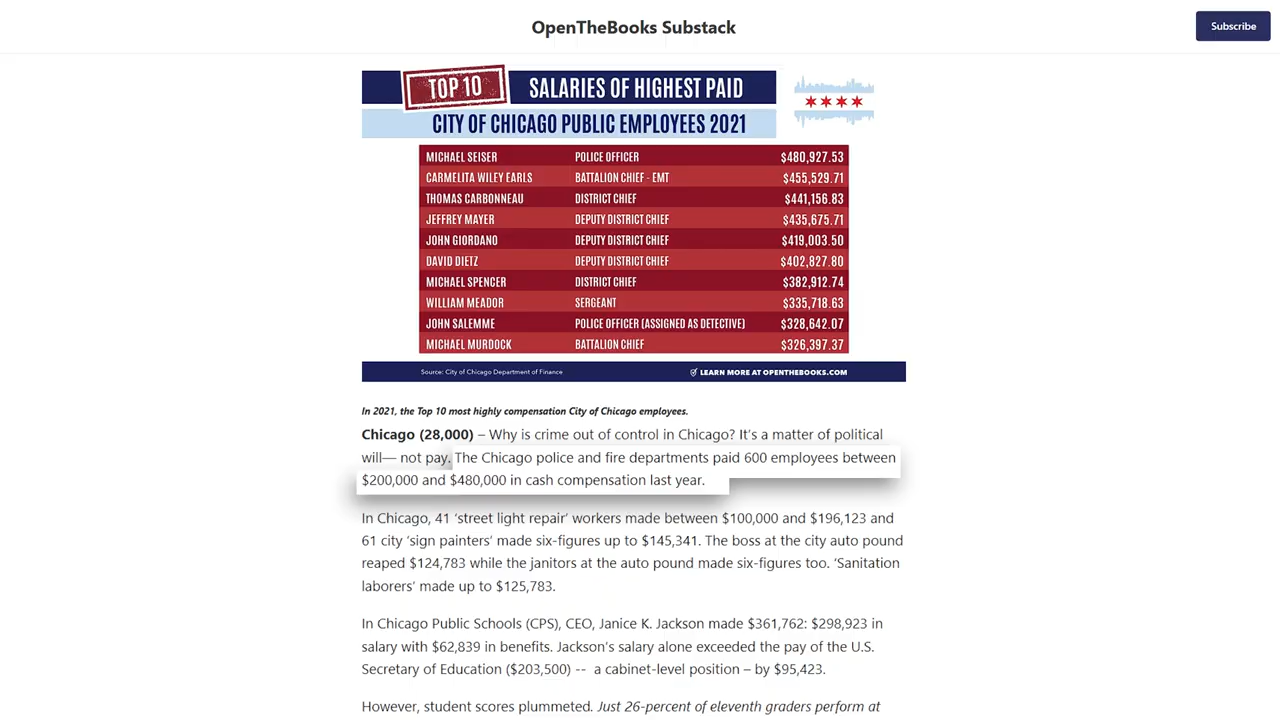 OpenTheBooks Substack
Subscribe
TOP 10 SALARIES OF HIGHEST PAID
CITY OF CHICAGO PUBLIC EMPLOYEES 2021
MICHAEL SEISER POLICE OFFICER $480,927.53
CARMELITA WILEY EARLS BATTALION CHIEF - EMT $455,529.71
THOMAS CARBONNEAU DISTRICT CHIEF $441,156.83
JEFFREY MAYER DEPUTY DISTRICT CHIEF $435,675.71
JOHN GIORDANO DEPUTY DISTRICT CHIEF $419,003.50
DAVID DIETZ DEPUTY DISTRICT CHIEF $402,827.80
MICHAEL SPENCER DISTRICT CHIEF $382,912.74
WILLIAM MEADOR SERGEANT $335,718.63
JOHN SALEMME POLICE OFFICER (ASSIGNED AS DETECTIVE) $328,642.07
MICHAEL MURDOCK BATTALION CHIEF $326,397.37
Source: City of Chicago Department of Finance LEARN MORE AT OPENTHEBOOKS.COM
In 2021, the Top 10 most highly compensation City of Chicago employees.
Chicago (28,000) – Why is crime out of control in Chicago? It's a matter of political
will— not pay. The Chicago police and fire departments paid 600 employees between
$200,000 and $480,000 in cash compensation last year.
In Chicago, 41 ‘street light repair’ workers made between $100,000 and $196,123 and
61 city ‘sign painters’ made six-figures up to $145,341. The boss at the city auto pound
reaped $124,783 while the janitors at the auto pound made six-figures too. ‘Sanitation
laborers’ made up to $125,783.
In Chicago Public Schools (CPS), CEO, Janice K. Jackson made $361,762: $298,923 in
salary with $62,839 in benefits. Jackson’s salary alone exceeded the pay of the U.S.
Secretary of Education ($203,500) -- a cabinet-level position – by $95,423.
However, student scores plummeted. Just 26-percent of eleventh graders perform at